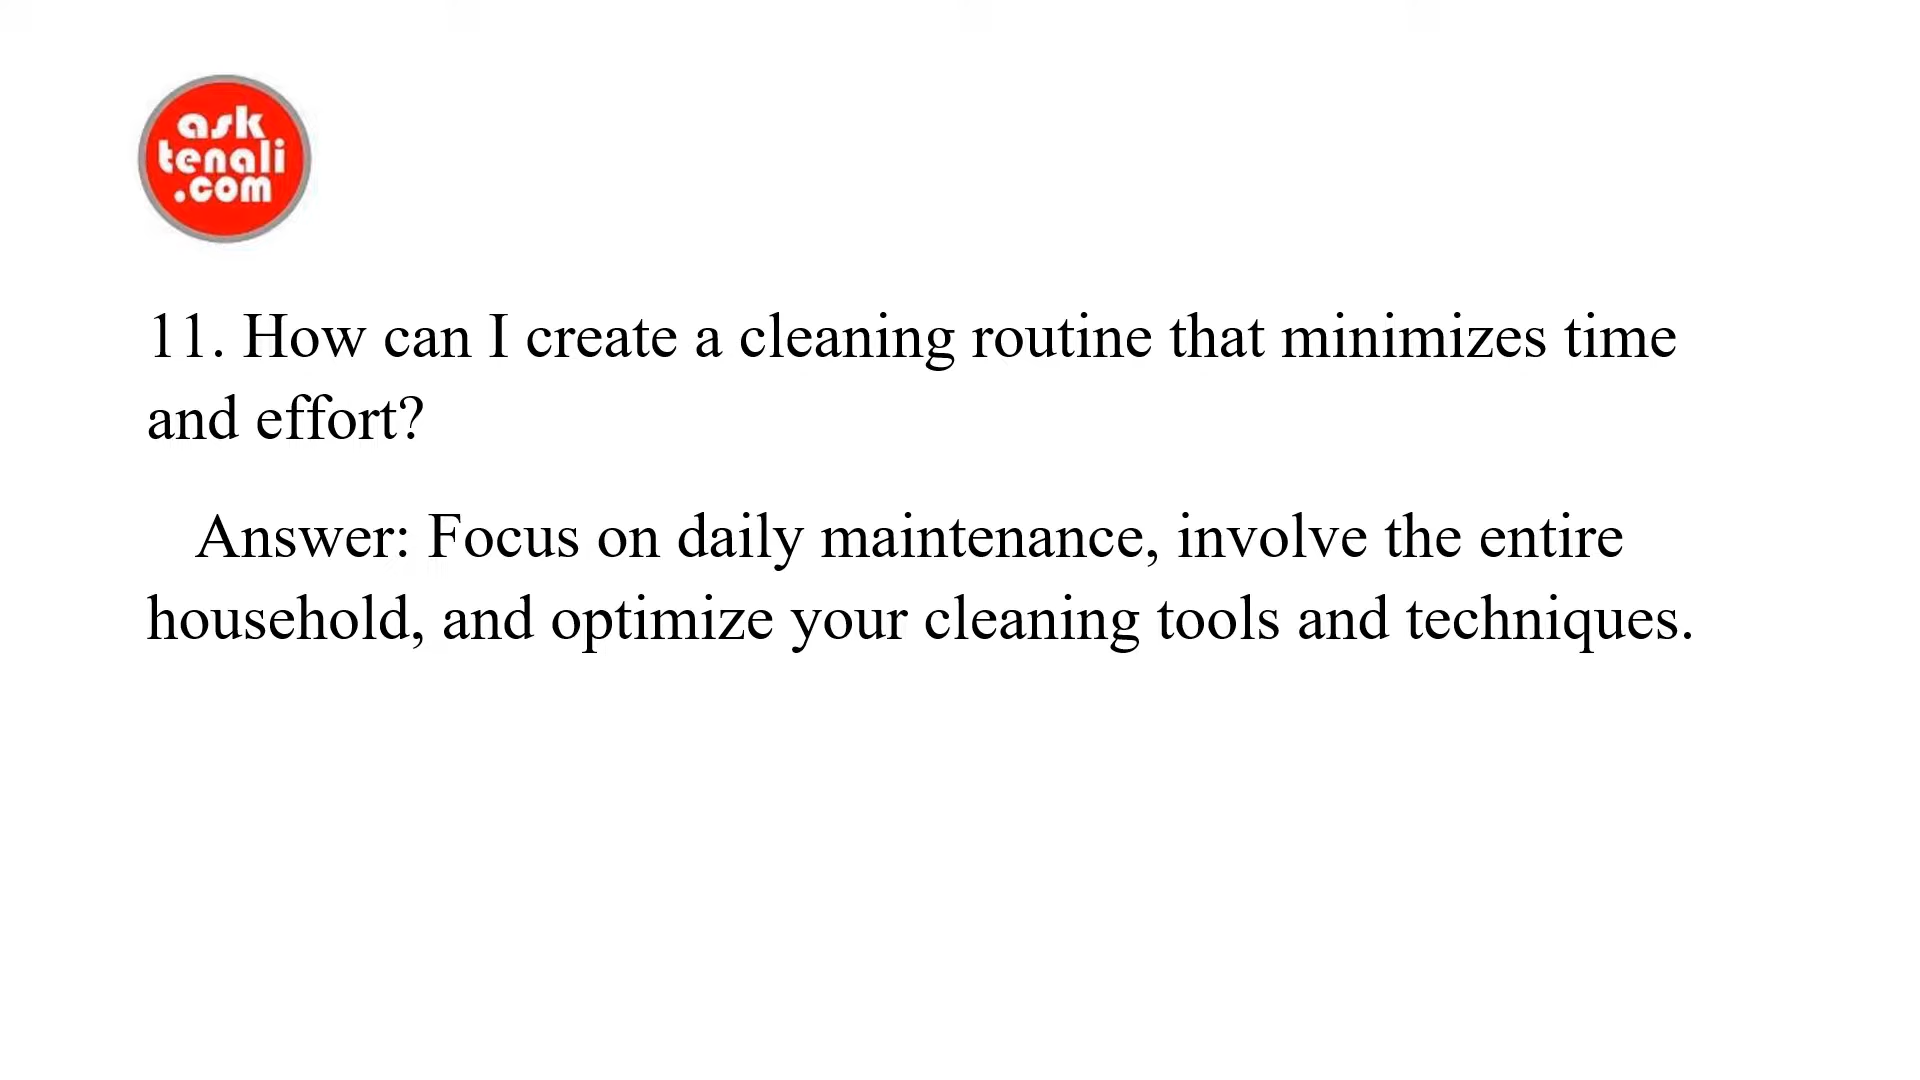 ask
tenali
.com
11. How can I create a cleaning routine that minimizes time
and effort?
Answer: Focus on daily maintenance, involve the entire
household, and optimize your cleaning tools and techniques.